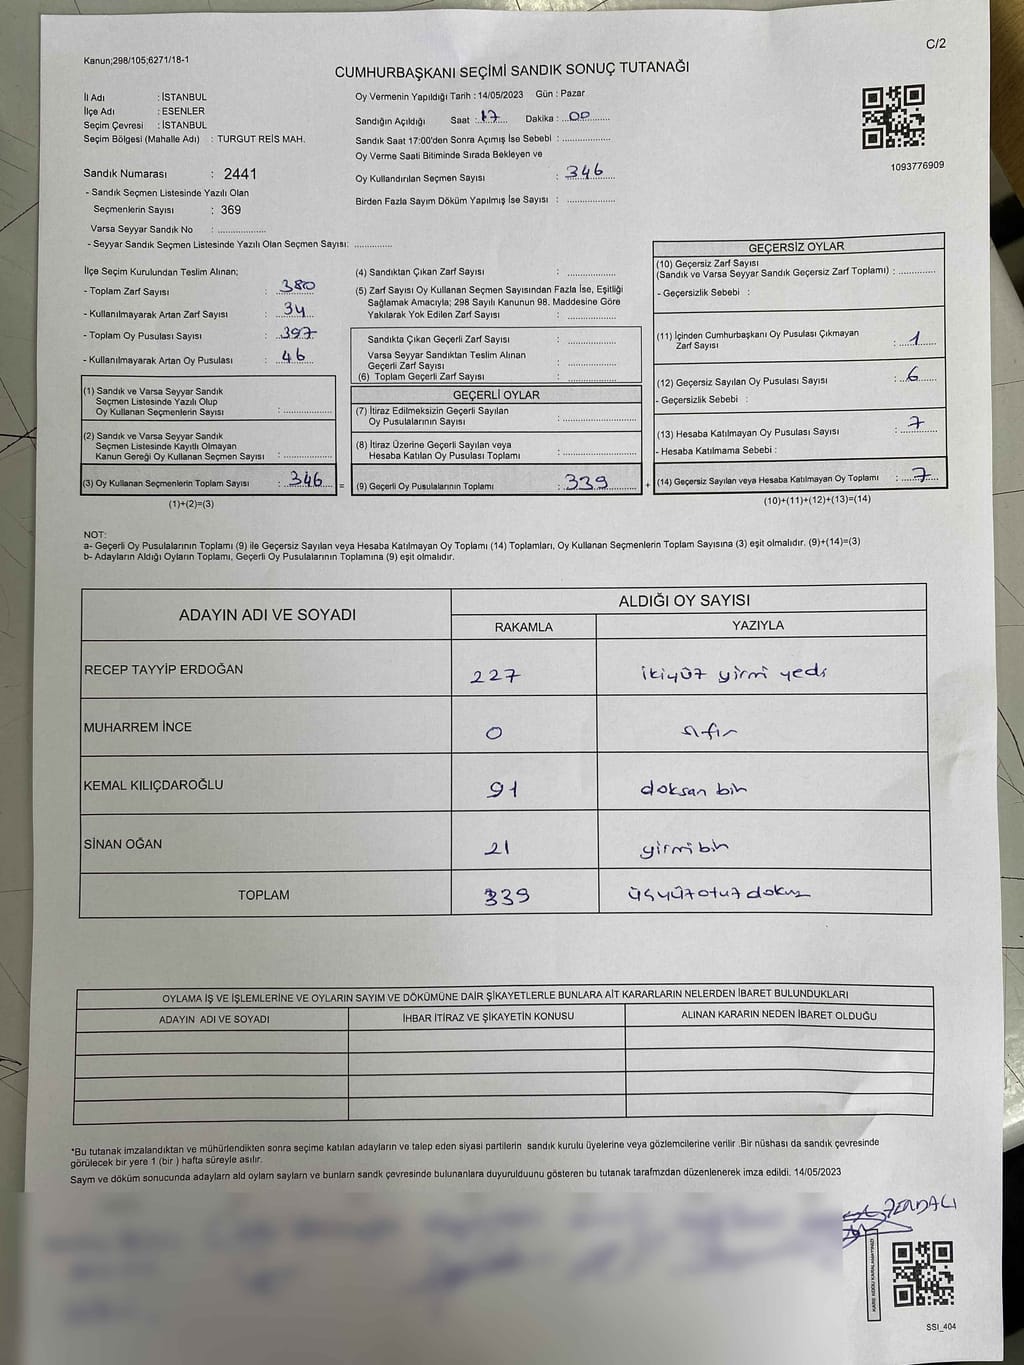 C/2
Kanun;298/105;6271/18-1
CUMHURBAŞKANI SEÇİMİ SANDIK SONUÇ TUTANAĞI
İl Adı : İSTANBUL
İlçe Adı : ESENLER
Seçim Çevresi : İSTANBUL
Seçim Bölgesi (Mahalle Adı) : TURGUT REİS MAH.
Sandık Numarası : 2441
- Sandık Seçmen Listesinde Yazılı Olan
Seçmenlerin Sayısı : 369
Varsa Seyyar Sandık No : ..................
- Seyyar Sandık Seçmen Listesinde Yazılı Olan Seçmen Sayısı: ..............
Oy Vermenin Yapıldığı Tarih : 14/05/2023 Gün : Pazar
Sandığın Açıldığı Saat : 17 Dakika : 00
Sandık Saat 17:00'den Sonra Açımış İse Sebebi : ..................
Oy Verme Saati Bitiminde Sırada Bekleyen ve
Oy Kullandırılan Seçmen Sayısı : 346
Birden Fazla Sayım Döküm Yapılmış İse Sayısı : ..................
1093776909
İlçe Seçim Kurulundan Teslim Alınan;
- Toplam Zarf Sayısı : 380
- Kullanılmayarak Artan Zarf Sayısı : 34
- Toplam Oy Pusulası Sayısı : 397
- Kullanılmayarak Artan Oy Pusulası : 46
(1) Sandık ve Varsa Seyyar Sandık
Seçmen Listesinde Yazılı Olup
Oy Kullanan Seçmenlerin Sayısı : ..................
(2) Sandık ve Varsa Seyyar Sandık
Seçmen Listesinde Kayıtlı Olmayan
Kanun Gereği Oy Kullanan Seçmen Sayısı : ..................
(3) Oy Kullanan Seçmenlerin Toplam Sayısı : 346 =
(1)+(2)=(3)
(4) Sandıktan Çıkan Zarf Sayısı : ..................
(5) Zarf Sayısı Oy Kullanan Seçmen Sayısından Fazla İse, Eşitliği
Sağlamak Amacıyla; 298 Sayılı Kanunun 98. Maddesine Göre
Yakılarak Yok Edilen Zarf Sayısı : ..................
Sandıkta Çıkan Geçerli Zarf Sayısı : ..................
Varsa Seyyar Sandıktan Teslim Alınan
Geçerli Zarf Sayısı : ..................
(6) Toplam Geçerli Zarf Sayısı : ..................
GEÇERLİ OYLAR
(7) İtiraz Edilmeksizin Geçerli Sayılan
Oy Pusulalarının Sayısı : ..................
(8) İtiraz Üzerine Geçerli Sayılan veya
Hesaba Katılan Oy Pusulası Toplamı : ..................
(9) Geçerli Oy Pusulalarının Toplamı : 339 +
GEÇERSİZ OYLAR
(10) Geçersiz Zarf Sayısı
(Sandık ve Varsa Seyyar Sandık Geçersiz Zarf Toplamı) : ............
- Geçersizlik Sebebi :
(11) İçinden Cumhurbaşkanı Oy Pusulası Çıkmayan
Zarf Sayısı : 1
(12) Geçersiz Sayılan Oy Pusulası Sayısı : 6
- Geçersizlik Sebebi :
(13) Hesaba Katılmayan Oy Pusulası Sayısı : 7
- Hesaba Katılmama Sebebi :
(14) Geçersiz Sayılan veya Hesaba Katılmayan Oy Toplamı : 7
(10)+(11)+(12)+(13)=(14)
NOT:
a- Geçerli Oy Pusulalarının Toplamı (9) ile Geçersiz Sayılan veya Hesaba Katılmayan Oy Toplamı (14) Toplamları, Oy Kullanan Seçmenlerin Toplam Sayısına (3) eşit olmalıdır. (9)+(14)=(3)
b- Adayların Aldığı Oyların Toplamı, Geçerli Oy Pusulalarının Toplamına (9) eşit olmalıdır.
ADAYIN ADI VE SOYADI ALDIĞI OY SAYISI
RAKAMLA YAZIYLA
RECEP TAYYİP ERDOĞAN 227 ikiyüz yirmi yedi
MUHARREM İNCE 0 sıfır
KEMAL KILIÇDAROĞLU 91 doksan bir
SİNAN OĞAN 21 yirmi bir
TOPLAM 339 üçyüz otuz dokuz
OYLAMA İŞ VE İŞLEMLERİNE VE OYLARIN SAYIM VE DÖKÜMÜNE DAİR ŞİKAYETLERLE BUNLARA AİT KARARLARIN NELERDEN İBARET BULUNDUKLARI
ADAYIN ADI VE SOYADI İHBAR İTİRAZ VE ŞİKAYETİN KONUSU ALINAN KARARIN NEDEN İBARET OLDUĞU
*Bu tutanak imzalandıktan ve mühürlendikten sonra seçime katılan adayların ve talep eden siyasi partilerin sandık kurulu üyelerine veya gözlemcilerine verilir .Bir nüshası da sandık çevresinde
görülecek bir yere 1 (bir ) hafta süreyle asılır.
Saym ve döküm sonucunda adayların ald oylam saylarn ve bunların sandk çevresinde bulunanlara duyurulduunu gösteren bu tutanak tarafmzdan düzenlenerek imza edildi. 14/05/2023
SSI_404